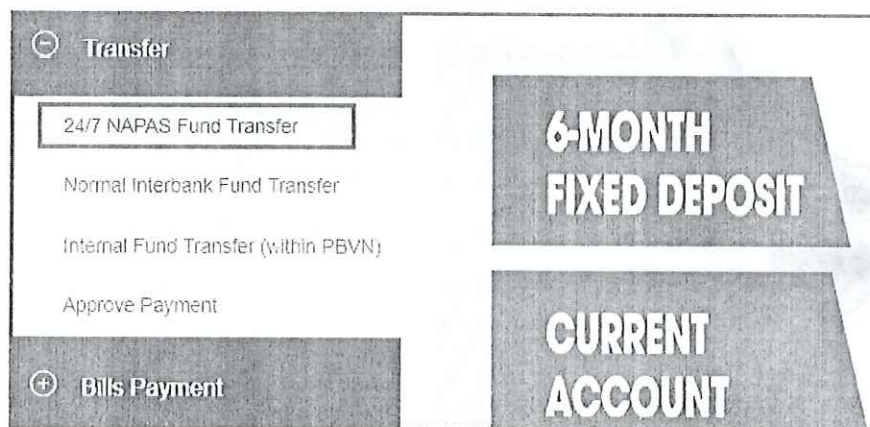 Transfer
24/7 NAPAS Fund Transfer
Normal Interbank Fund Transfer
Internal Fund Transfer (within PBVN)
Approve Payment
Bills Payment
6-MONTH
FIXED DEPOSIT
CURRENT
ACCOUNT